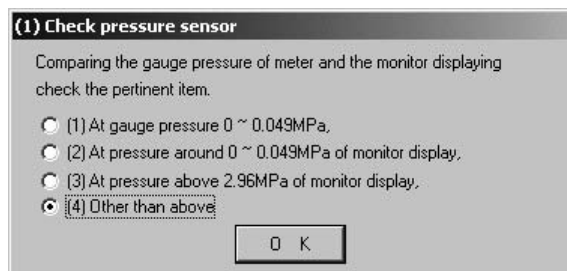 (1) Check pressure sensor
Comparing the gauge pressure of meter and the monitor displaying
check the pertinent item.
(1) At gauge pressure 0 ~ 0.049MPa,
(2) At pressure around 0 ~ 0.049MPa of monitor display,
(3) At pressure above 2.96MPa of monitor display,
(4) Other than above
O K